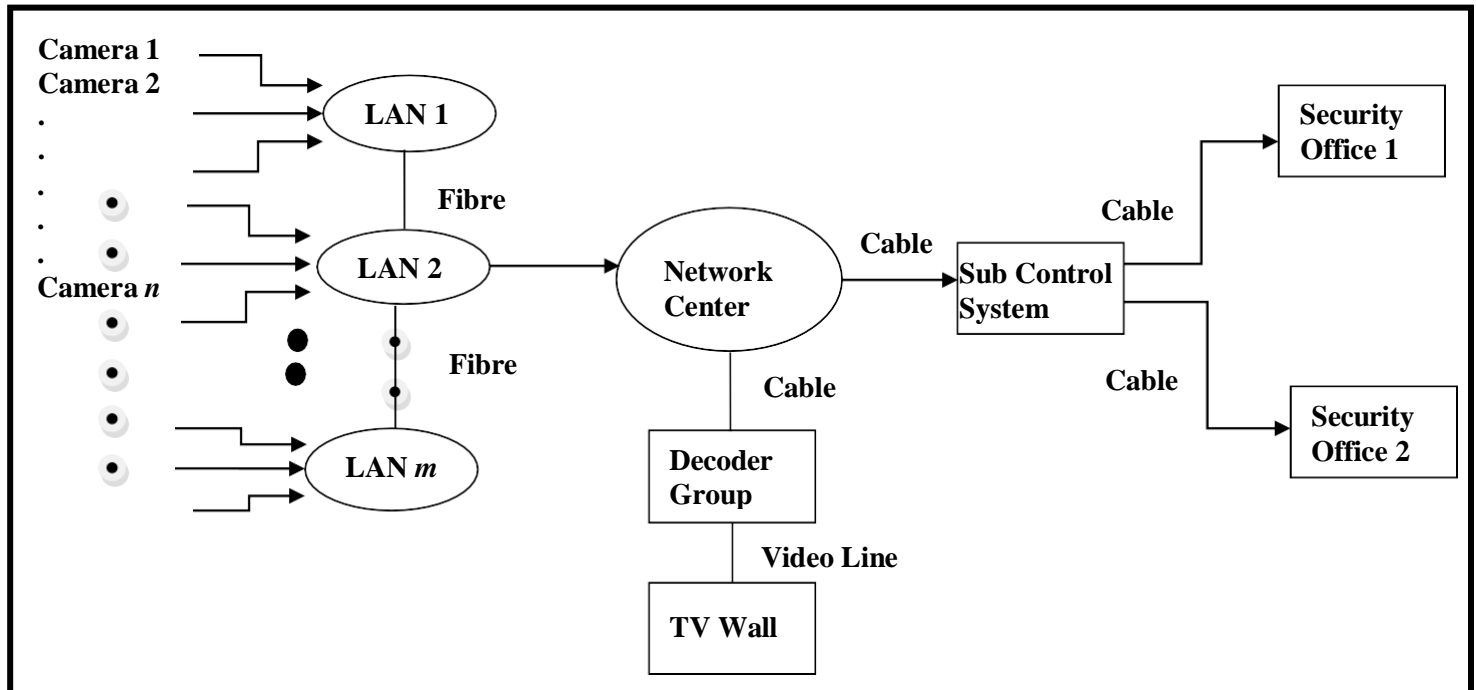 Camera 1
Camera 2
.
.
.
.
.
Camera n
LAN 1
Fibre
LAN 2
Fibre
LAN m
Network
Center
Cable
Decoder
Group
Video Line
TV Wall
Cable
Sub Control
System
Cable
Security
Office 1
Cable
Security
Office 2